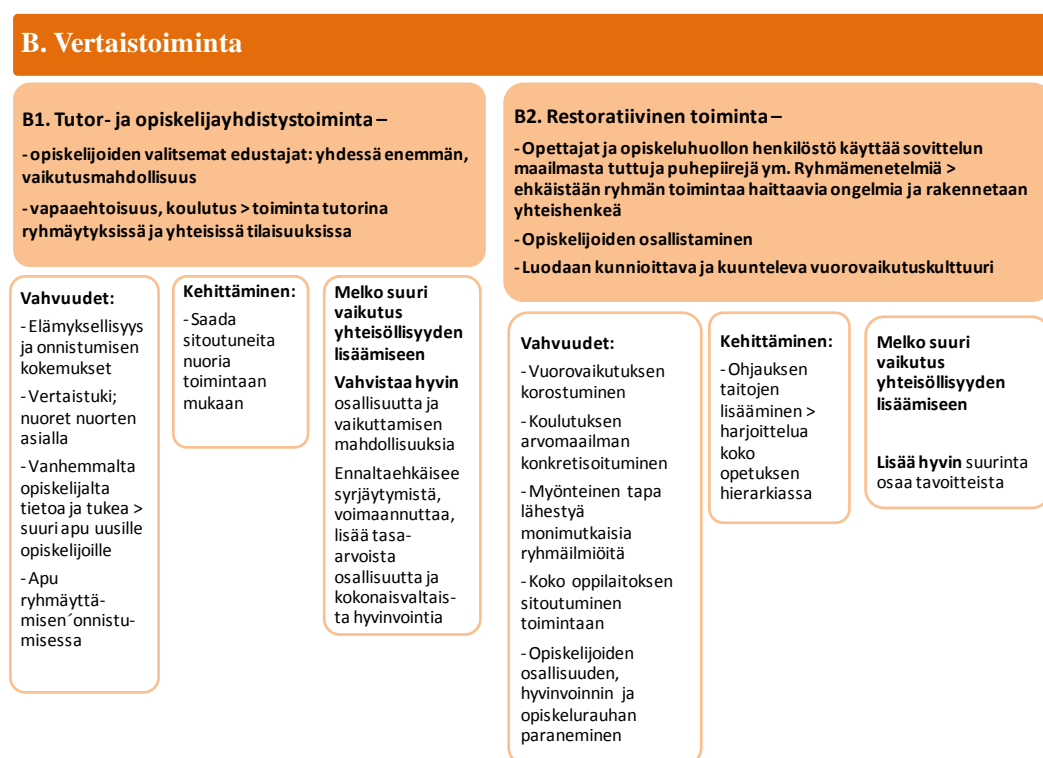 B. Vertaistoiminta
B1. Tutor- ja opiskelijayhdistystoiminta –
- opiskelijoiden valitsemat edustajat: yhdessä enemmän,
vaikutusmahdollisuus
- vapaaehtoisuus, koulutus > toiminta tutorina
ryhmäytyksissä ja yhteisissä tilaisuuksissa
Vahvuudet:
- Elämyksellisyys
ja onnistumisen
kokemukset
- Vertaistuki;
nuoret nuorten
asialla
- Vanhemmalta
opiskelijalta
tietoa ja tukea >
suuri apu uusille
opiskelijoille
- Apu
ryhmäyttä-
misen´onnistu-
misessa
Kehittäminen:
- Saada
sitoutuneita
nuoria
toimintaan
mukaan
Melko suuri
vaikutus
yhteisöllisyyden
lisäämiseen
Vahvistaa hyvin
osallisuutta ja
vaikuttamisen
mahdollisuuksia
Ennaltaehkäisee
syrjäytymistä,
voimaannuttaa,
lisää tasa-
arvoista
osallisuutta ja
kokonaisvaltais-
ta hyvinvointia
B2. Restoratiivinen toiminta –
- Opettajat ja opiskeluhuollon henkilöstö käyttää sovittelun
maailmasta tuttuja puhepiirejä ym. Ryhmämenetelmiä >
ehkäistään ryhmän toimintaa haittaavia ongelmia ja rakennetaan
yhteishenkeä
- Opiskelijoiden osallistaminen
- Luodaan kunnioittava ja kuunteleva vuorovaikutuskulttuuri
Vahvuudet:
- Vuorovaikutuksen
korostuminen
- Koulutuksen
arvomaailman
konkretisoituminen
- Myönteinen tapa
lähestyä
monimutkaisia
ryhmäilmiöitä
- Koko oppilaitoksen
sitoutuminen
toimintaan
- Opiskelijoiden
osallisuuden,
hyvinvoinnin ja
opiskelurauhan
paraneminen
Kehittäminen:
- Ohjauksen
taitojen
lisääminen >
harjoittelua
koko
opetuksen
hierarkiassa
Melko suuri
vaikutus
yhteisöllisyyden
lisäämiseen
Lisää hyvin suurinta
osaa tavoitteista